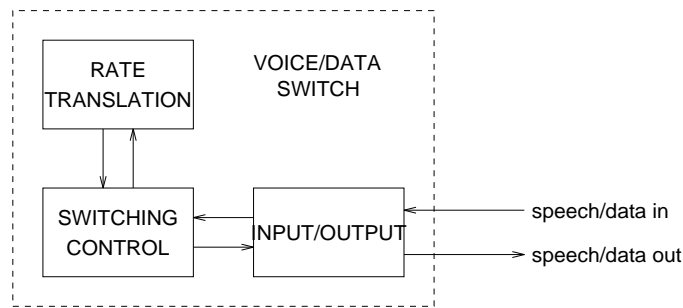 RATE
TRANSLATION
VOICE/DATA
SWITCH
SWITCHING
CONTROL
INPUT/OUTPUT
speech/data in
speech/data out